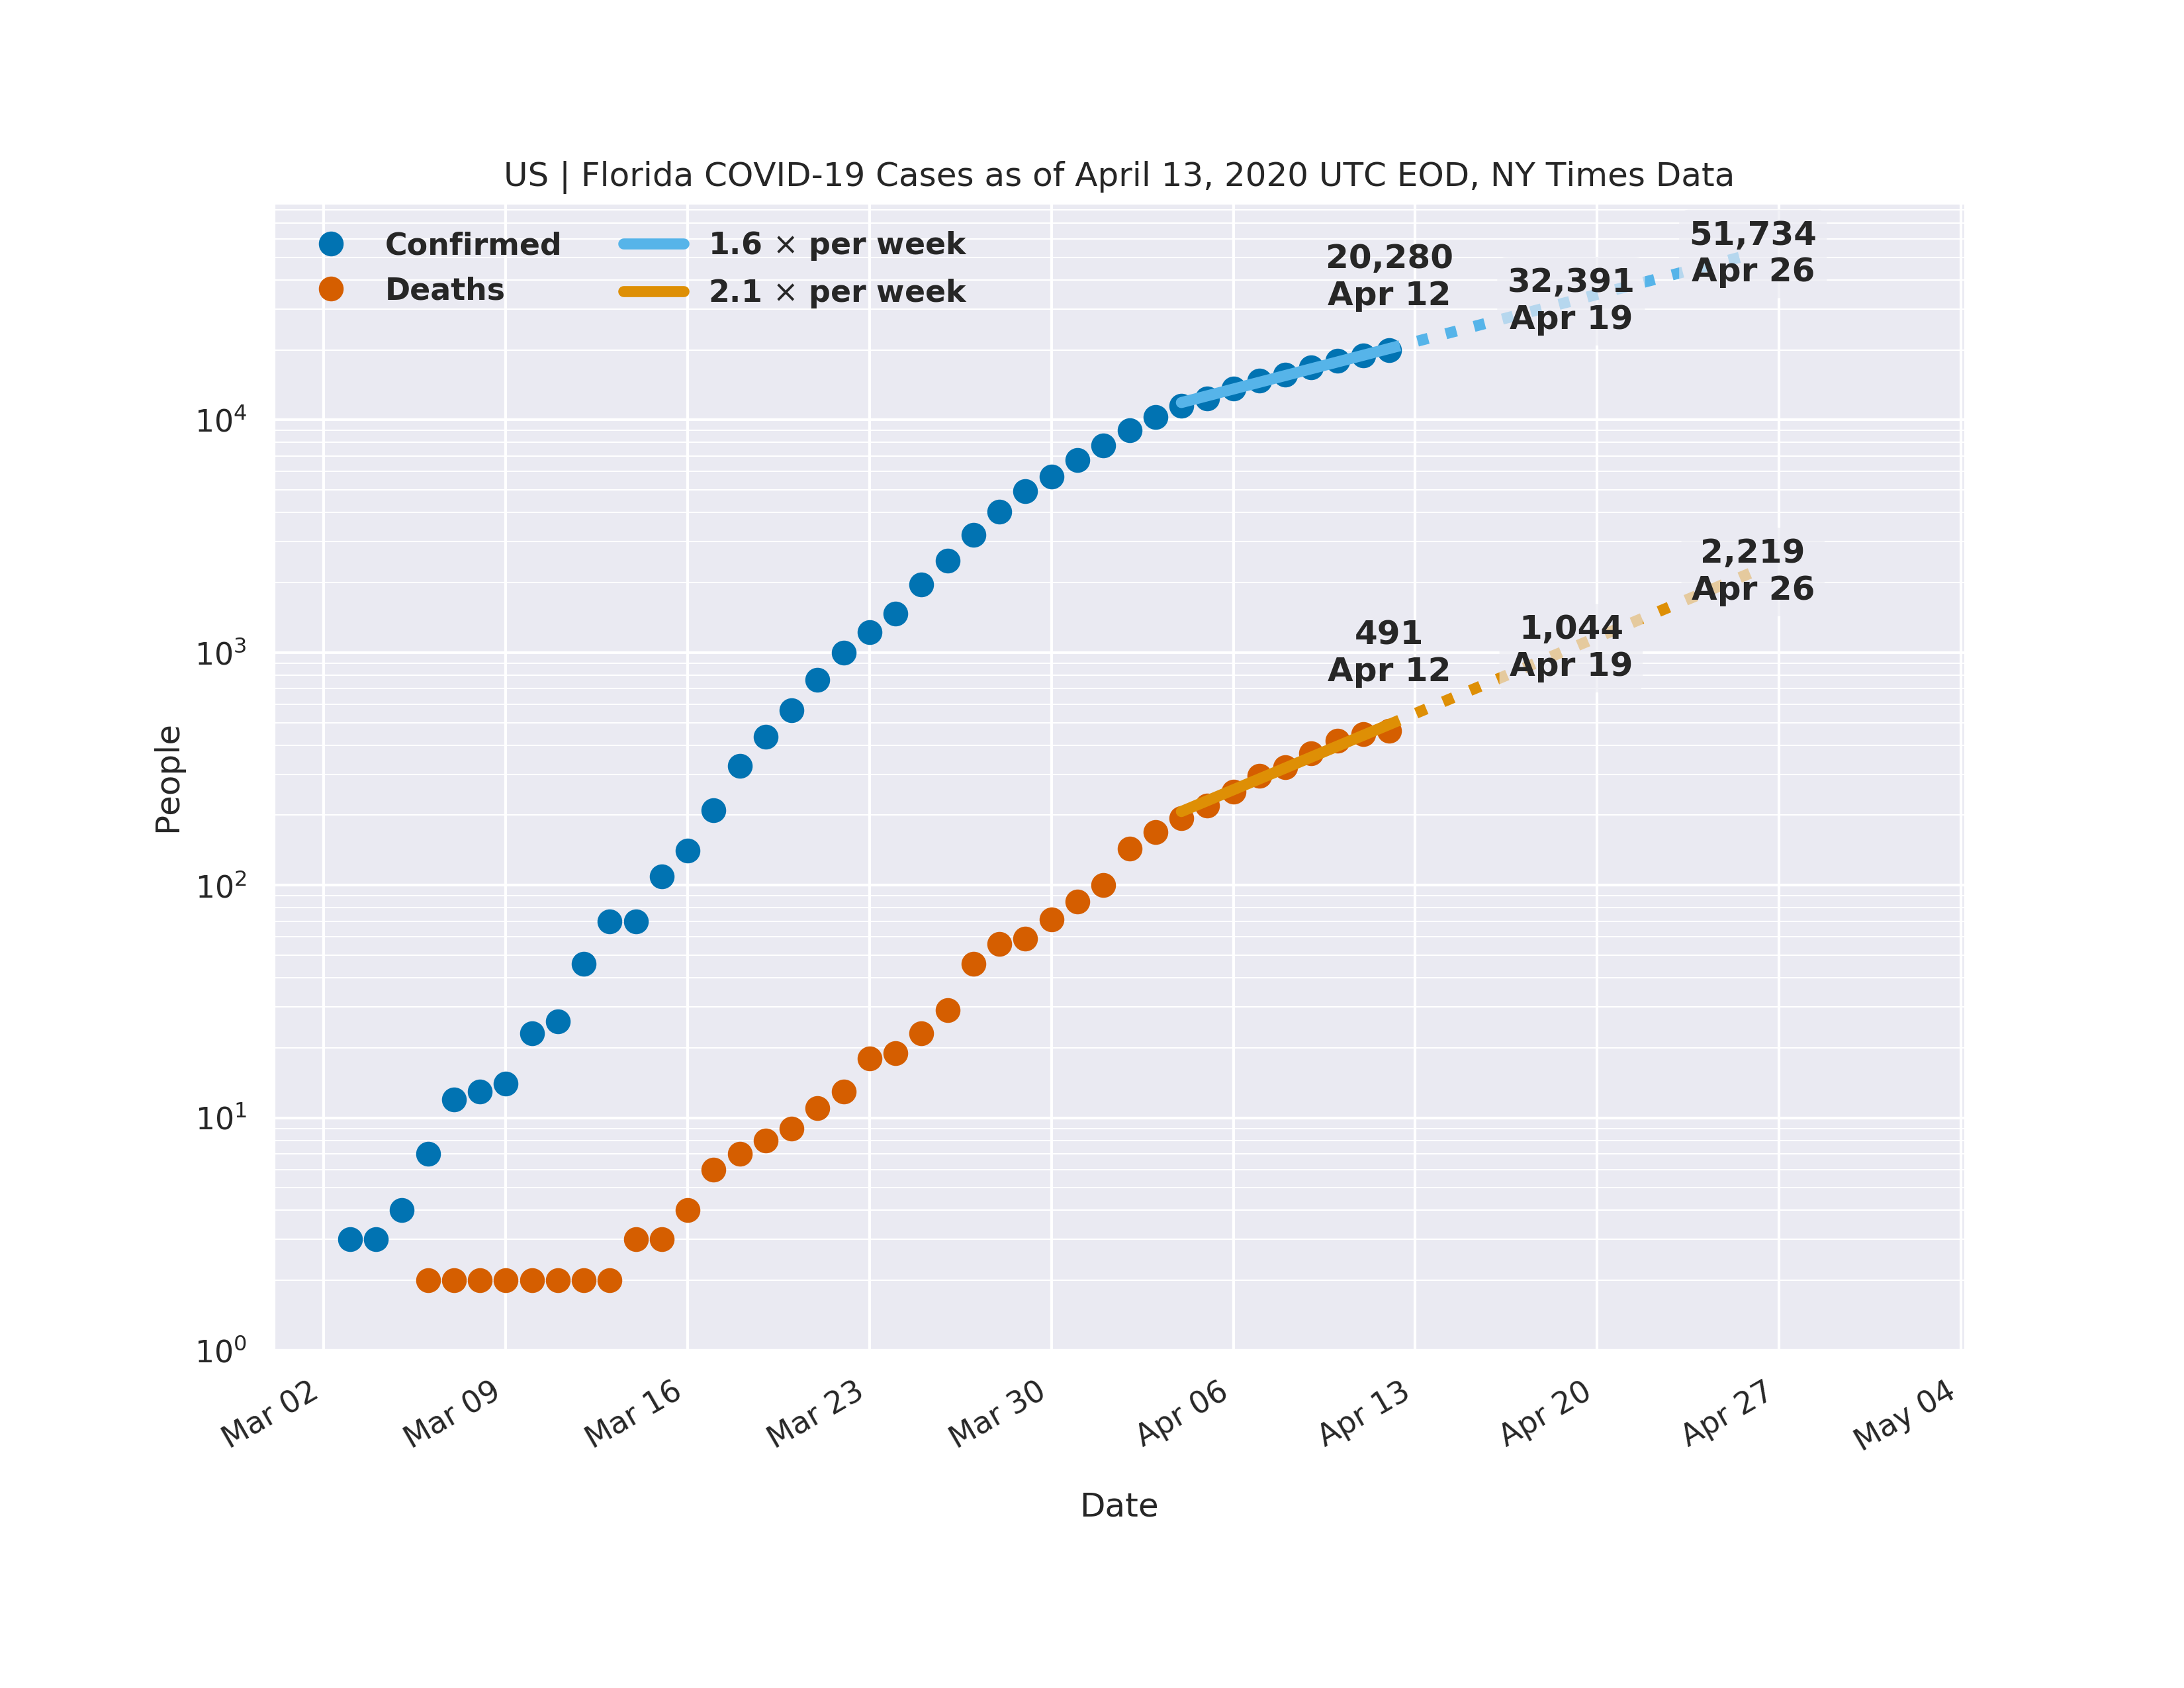 US | Florida COVID-19 Cases as of April 13, 2020 UTC EOD, NY Times Data
Confirmed
Deaths
1.6 × per week
2.1 × per week
20,280
Apr 12
32,391
Apr 19
51,734
Apr 26
491
Apr 12
1,044
Apr 19
2,219
Apr 26
People
10⁴
10³
10²
10¹
10⁰
Mar 02
Mar 09
Mar 16
Mar 23
Mar 30
Apr 06
Apr 13
Apr 20
Apr 27
May 04
Date